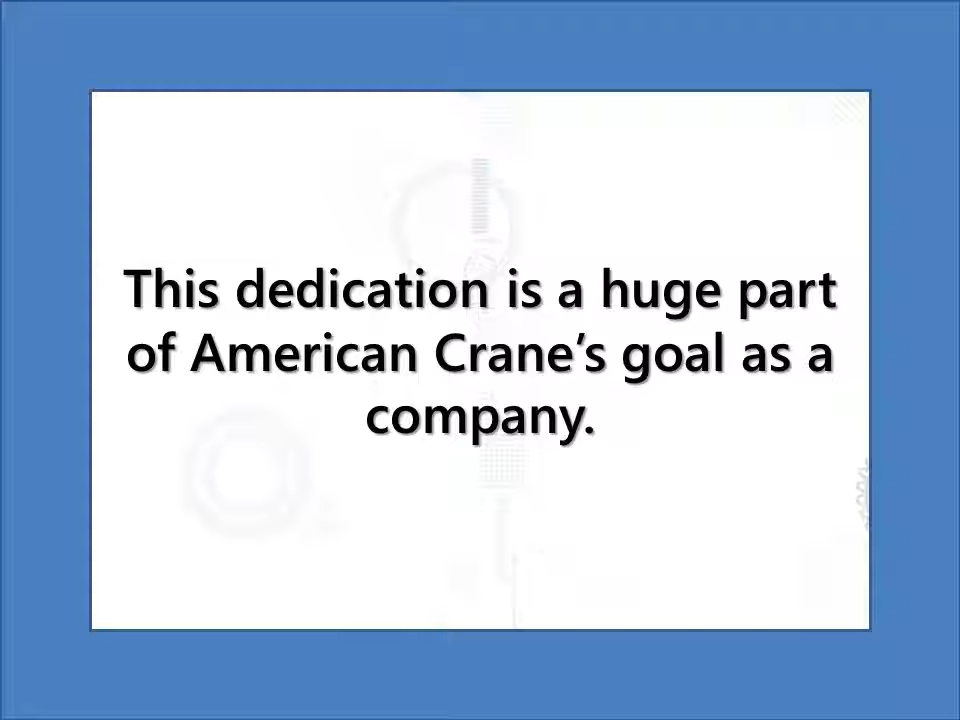 This dedication is a huge part
of American Crane’s goal as a
company.